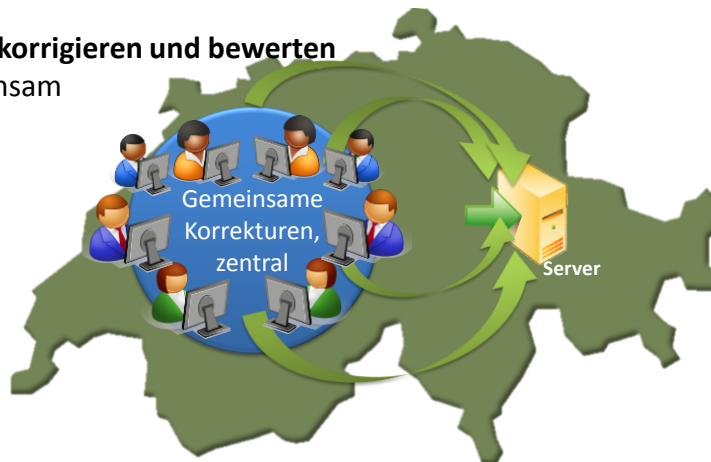 korrigieren und bewerten
nsam
Gemeinsame
Korrekturen,
zentral
Server